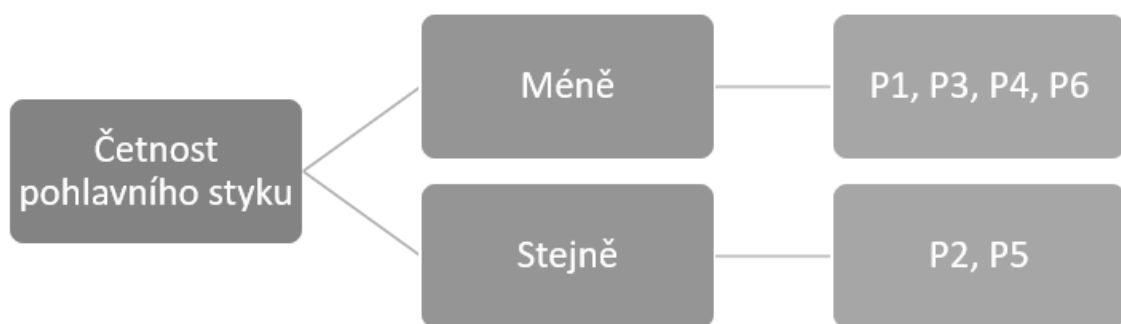 Četnost
pohlavního styku
Méně
P1, P3, P4, P6
Stejně
P2, P5